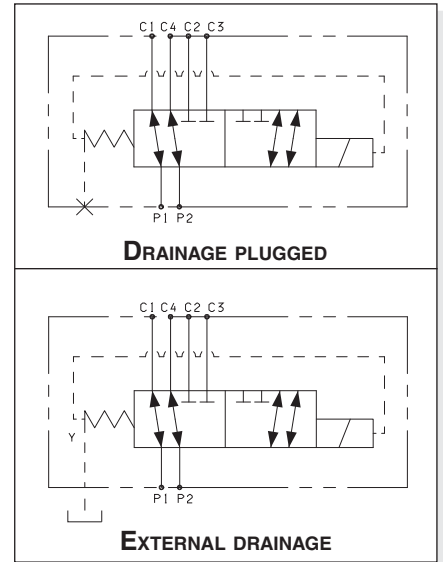 C1 C4 C2 C3
P1 P2
DRAINAGE PLUGGED
C1 C4 C2 C3
Y
P1 P2
EXTERNAL DRAINAGE